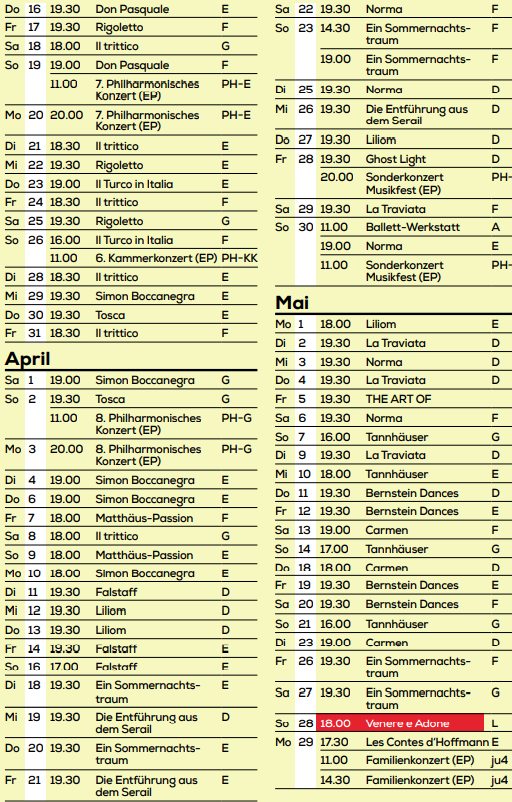 Do 16 19.30 Don Pasquale E
Fr 17 19.30 Rigoletto F
Sa 18 18.00 Il trittico G
So 19 19.00 Don Pasquale F
11.00 7. Philharmonisches PH-E
Konzert (EP)
Mo 20 20.00 7. Philharmonisches PH-E
Konzert (EP)
Di 21 18.30 Il trittico E
Mi 22 19.30 Rigoletto E
Do 23 19.00 Il Turco in Italia E
Fr 24 18.30 Il trittico F
Sa 25 19.30 Rigoletto G
So 26 16.00 Il Turco in Italia F
11.00 6. Kammerkonzert (EP) PH-KK
Di 28 18.30 Il trittico E
Mi 29 19.30 Simon Boccanegra E
Do 30 19.30 Tosca E
Fr 31 18.30 Il trittico F
April
Sa 1 19.00 Simon Boccanegra G
So 2 19.30 Tosca G
11.00 8. Philharmonisches PH-G
Konzert (EP)
Mo 3 20.00 8. Philharmonisches PH-G
Konzert (EP)
Di 4 19.00 Simon Boccanegra E
Do 6 19.00 Simon Boccanegra E
Fr 7 18.00 Matthäus-Passion F
Sa 8 18.00 Il trittico G
So 9 18.00 Matthäus-Passion E
Mo 10 18.00 Simon Boccanegra E
Di 11 19.30 Falstaff D
Mi 12 19.30 Liliom D
Do 13 19.30 Liliom D
Fr 14 19.30 Falstaff E
So 16 17.00 Falstaff E
Di 18 19.30 Ein Sommernachts- E
traum
Mi 19 19.30 Die Entführung aus D
dem Serail
Do 20 19.30 Ein Sommernachts- E
traum
Fr 21 19.30 Die Entführung aus E
dem Serail
Sa 22 19.30 Norma F
So 23 14.30 Ein Sommernachts- F
traum
19.00 Ein Sommernachts- F
traum
Di 25 19.30 Norma D
Mi 26 19.30 Die Entführung aus D
dem Serail
Do 27 19.30 Liliom D
Fr 28 19.30 Ghost Light D
20.00 Sonderkonzert PH-
Musikfest (EP)
Sa 29 19.30 La Traviata F
So 30 11.00 Ballett-Werkstatt A
19.00 Norma E
11.00 Sonderkonzert PH-
Musikfest (EP)
Mai
Mo 1 18.00 Liliom E
Di 2 19.30 La Traviata D
Mi 3 19.30 Norma D
Do 4 19.30 La Traviata D
Fr 5 19.30 THE ART OF
Sa 6 19.30 Norma F
So 7 16.00 Tannhäuser G
Di 9 19.30 La Traviata D
Mi 10 18.00 Tannhäuser E
Do 11 19.30 Bernstein Dances D
Fr 12 19.30 Bernstein Dances E
Sa 13 19.00 Carmen F
So 14 17.00 Tannhäuser G
Do 18 18.00 Carmen D
Fr 19 19.30 Bernstein Dances E
Sa 20 19.30 Bernstein Dances F
So 21 16.00 Tannhäuser G
Di 23 19.00 Carmen D
Fr 26 19.30 Ein Sommernachts- F
traum
Sa 27 19.30 Ein Sommernachts- G
traum
So 28 18.00 Venere e Adone L
Mo 29 17.30 Les Contes d'Hoffmann E
11.00 Familienkonzert (EP) ju4
14.30 Familienkonzert (EP) ju4